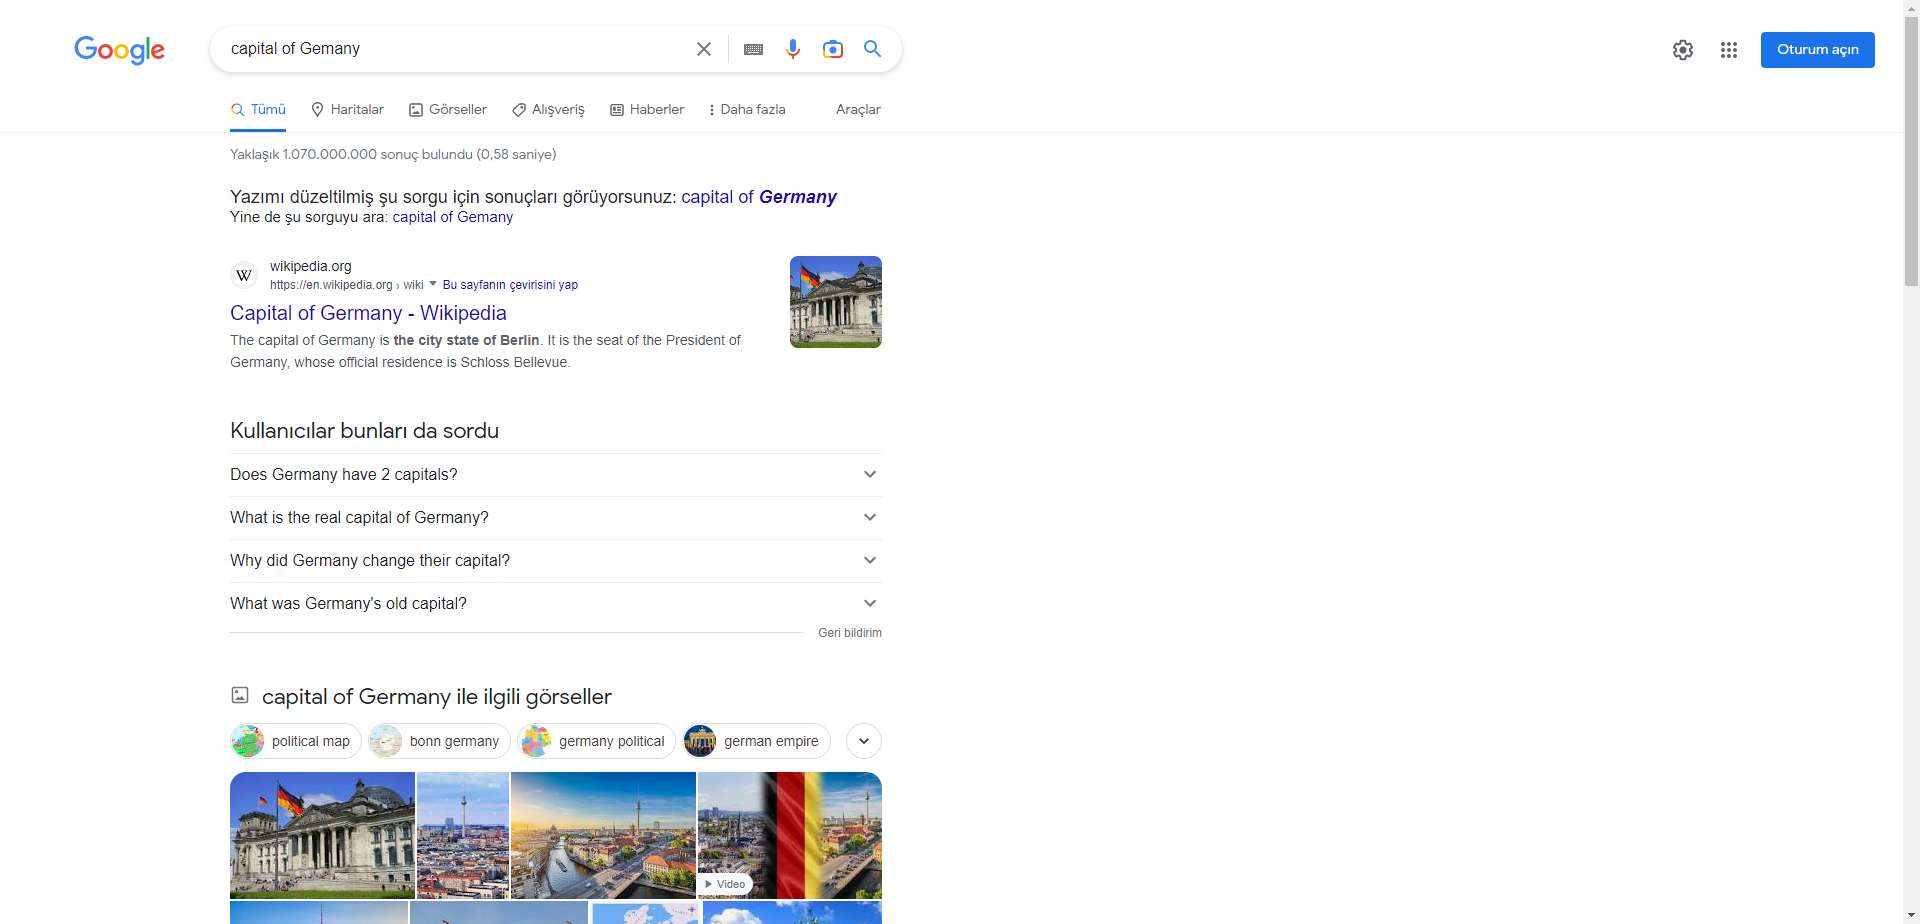 Google
capital of Gemany
Oturum açın
Tümü
Haritalar
Görseller
Alışveriş
Haberler
Daha fazla
Araçlar
Yaklaşık 1.070.000.000 sonuç bulundu (0,58 saniye)
Yazımı düzeltilmiş şu sorgu için sonuçları görüyorsunuz: capital of Germany
Yine de şu sorguyu ara: capital of Gemany
W
wikipedia.org
https://en.wikipedia.org › wiki Bu sayfanın çevirisini yap
Capital of Germany - Wikipedia
The capital of Germany is the city state of Berlin. It is the seat of the President of
Germany, whose official residence is Schloss Bellevue.
Kullanıcılar bunları da sordu
Does Germany have 2 capitals?
What is the real capital of Germany?
Why did Germany change their capital?
What was Germany's old capital?
Geri bildirim
capital of Germany ile ilgili görseller
political map
bonn germany
germany political
german empire
Video